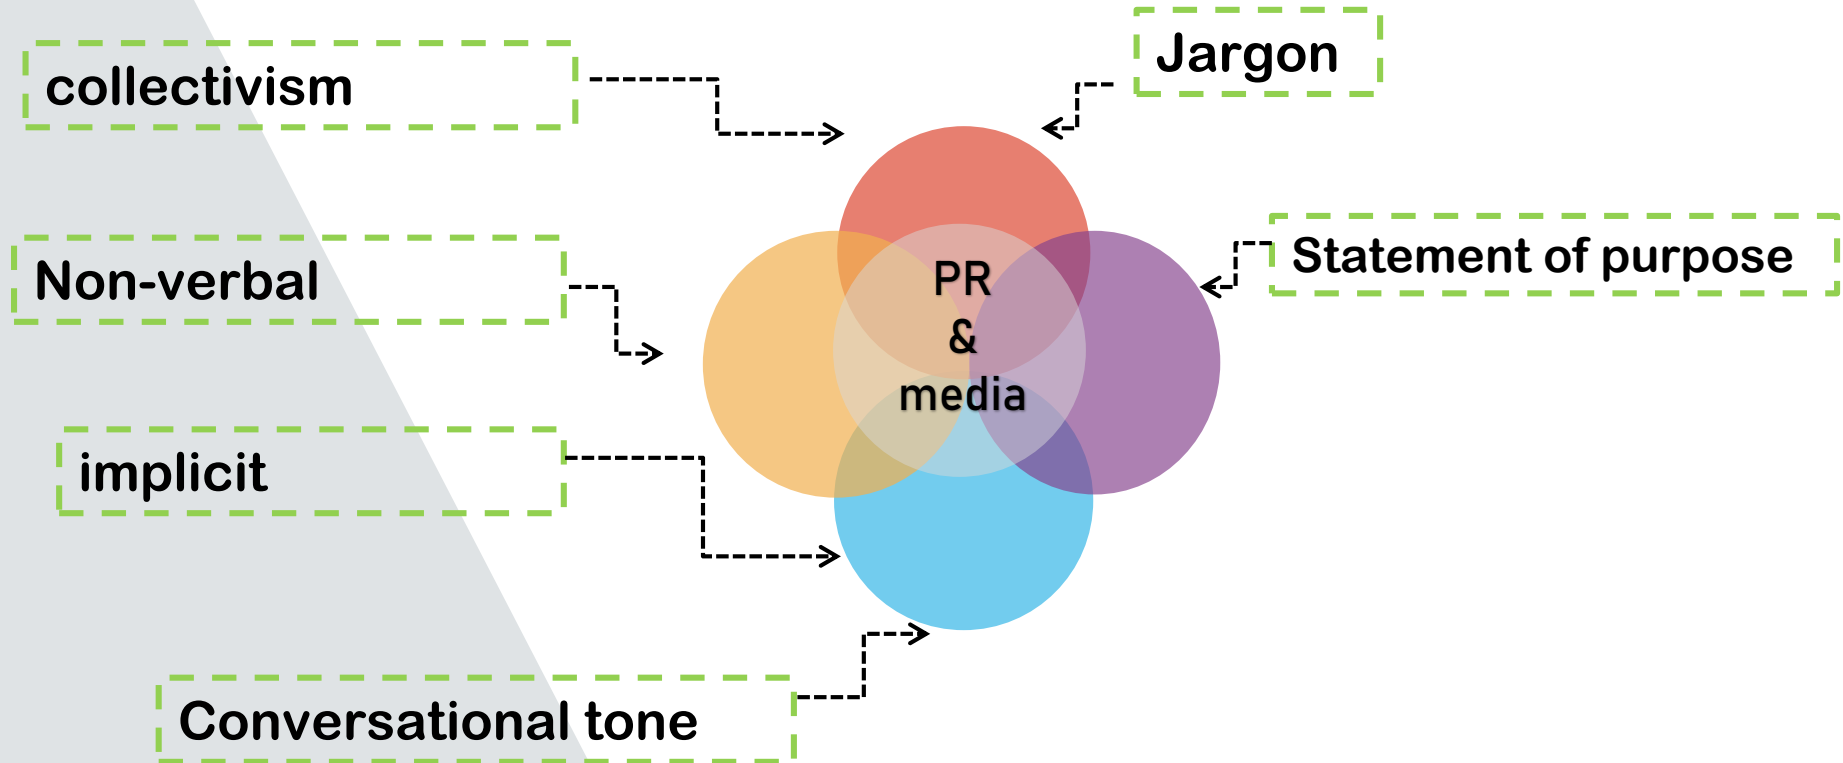 collectivism
Jargon
Non-verbal
Statement of purpose
PR
&
media
implicit
Conversational tone